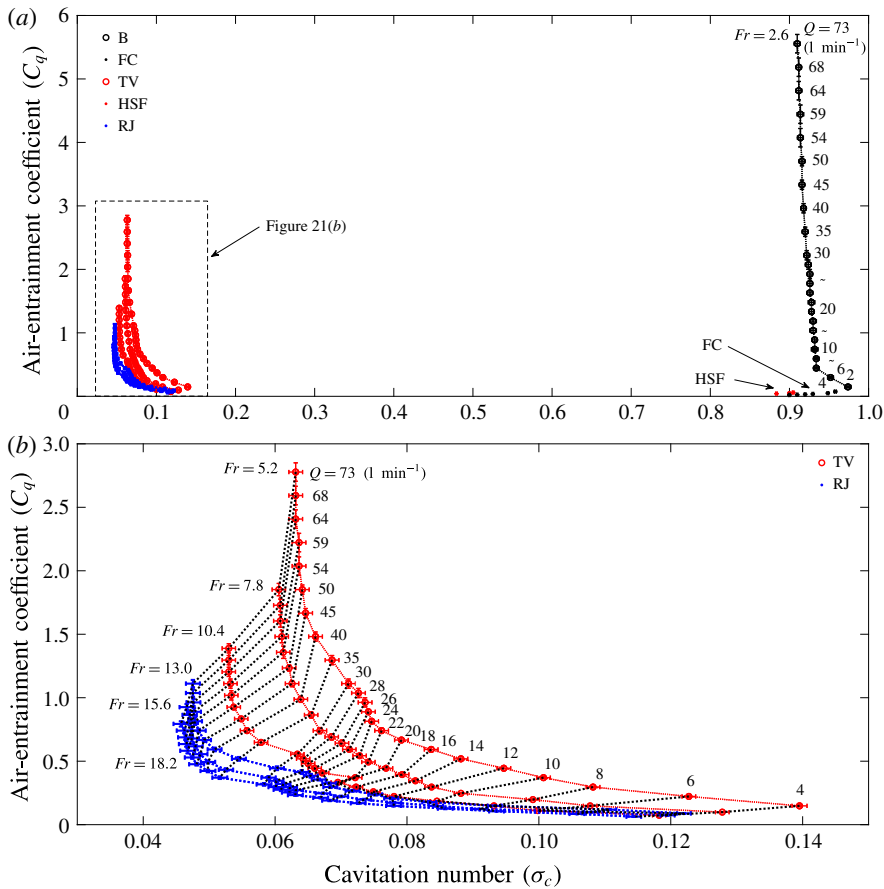 (a)
6
5
4
3
2
1
0
Air-entrainment coefficient (C_q)
B
FC
TV
HSF
RJ
Figure 21(b)
Fr = 2.6
Q = 73
(l min⁻¹)
68
64
59
54
50
45
40
35
30
~
20
~
10
6
2
4
FC
HSF
0.1 0.2 0.3 0.4 0.5 0.6 0.7 0.8 0.9 1.0
(b)
3.0
2.5
2.0
1.5
1.0
0.5
0
Air-entrainment coefficient (C_q)
TV
RJ
Fr = 5.2
Q = 73 (l min⁻¹)
68
64
59
54
50
45
40
35
30
28
26
24
22
20
18
16
14
12
10
8
6
4
Fr = 7.8
Fr = 10.4
Fr = 13.0
Fr = 15.6
Fr = 18.2
0.04 0.06 0.08 0.10 0.12 0.14
Cavitation number (σ_c)